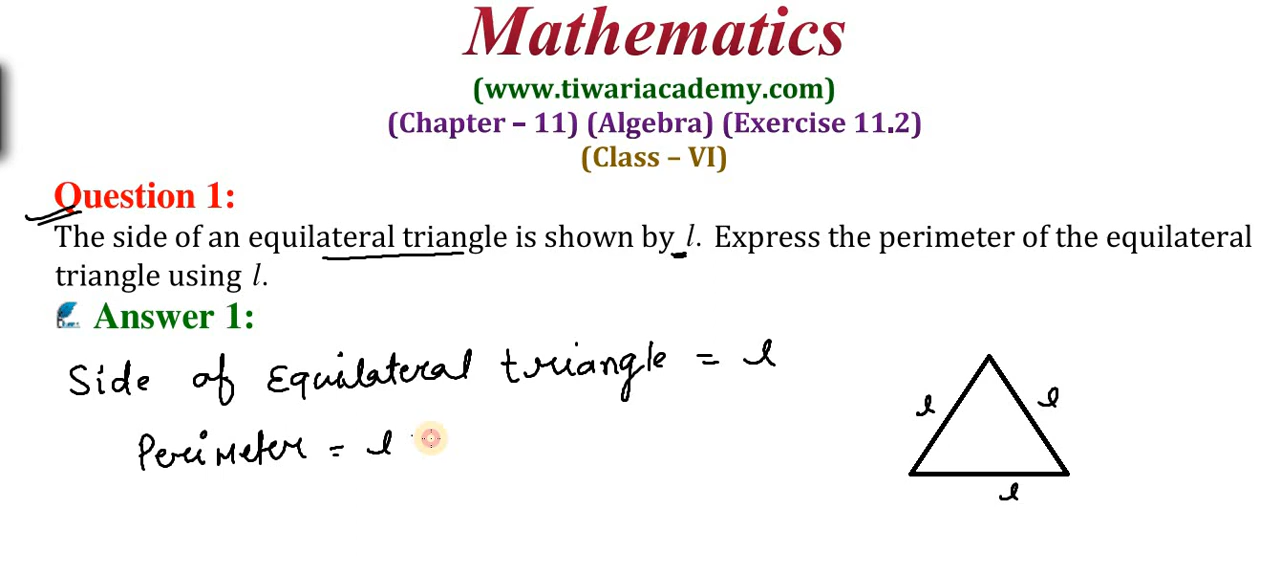 Mathematics
(www.tiwariacademy.com)
(Chapter – 11) (Algebra) (Exercise 11.2)
(Class – VI)
Question 1:
The side of an equilateral triangle is shown by l. Express the perimeter of the equilateral
triangle using l.
Answer 1:
Side of Equilateral triangle = l
Perimeter = l
l
l
l